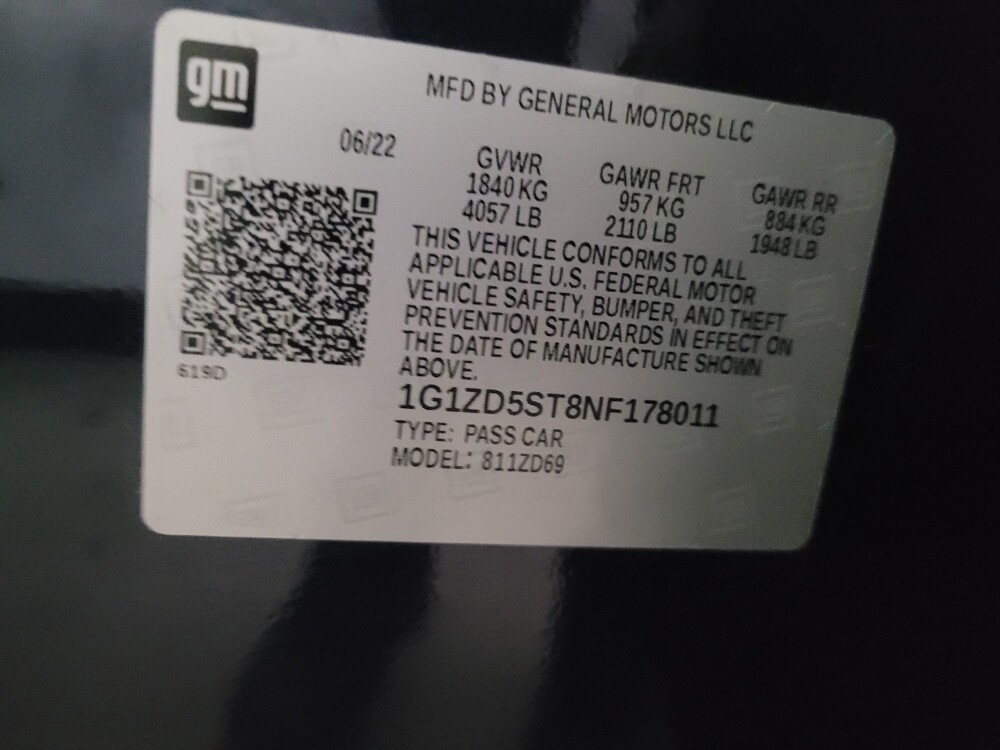 gm
MFD BY GENERAL MOTORS LLC
06/22
GVWR
1840 KG
4057 LB
GAWR FRT
957 KG
2110 LB
GAWR RR
884 KG
1948 LB
THIS VEHICLE CONFORMS TO ALL
APPLICABLE U.S. FEDERAL MOTOR
VEHICLE SAFETY, BUMPER, AND THEFT
PREVENTION STANDARDS IN EFFECT ON
THE DATE OF MANUFACTURE SHOWN
ABOVE.
619D
1G1ZD5ST8NF178011
TYPE: PASS CAR
MODEL: 811ZD69